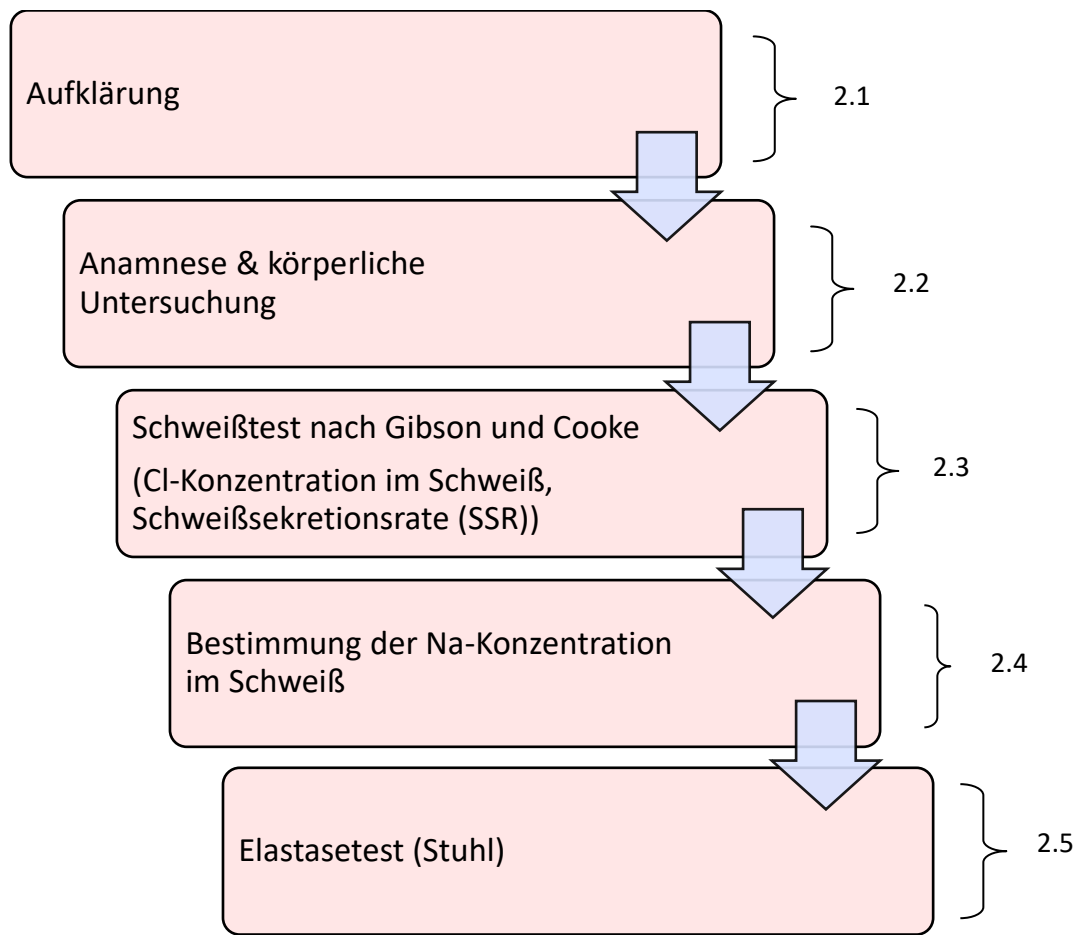 Aufklärung
2.1
Anamnese & körperliche
Untersuchung
2.2
Schweißtest nach Gibson und Cooke
(Cl-Konzentration im Schweiß,
Schweißsekretionsrate (SSR))
2.3
Bestimmung der Na-Konzentration
im Schweiß
2.4
Elastasetest (Stuhl)
2.5